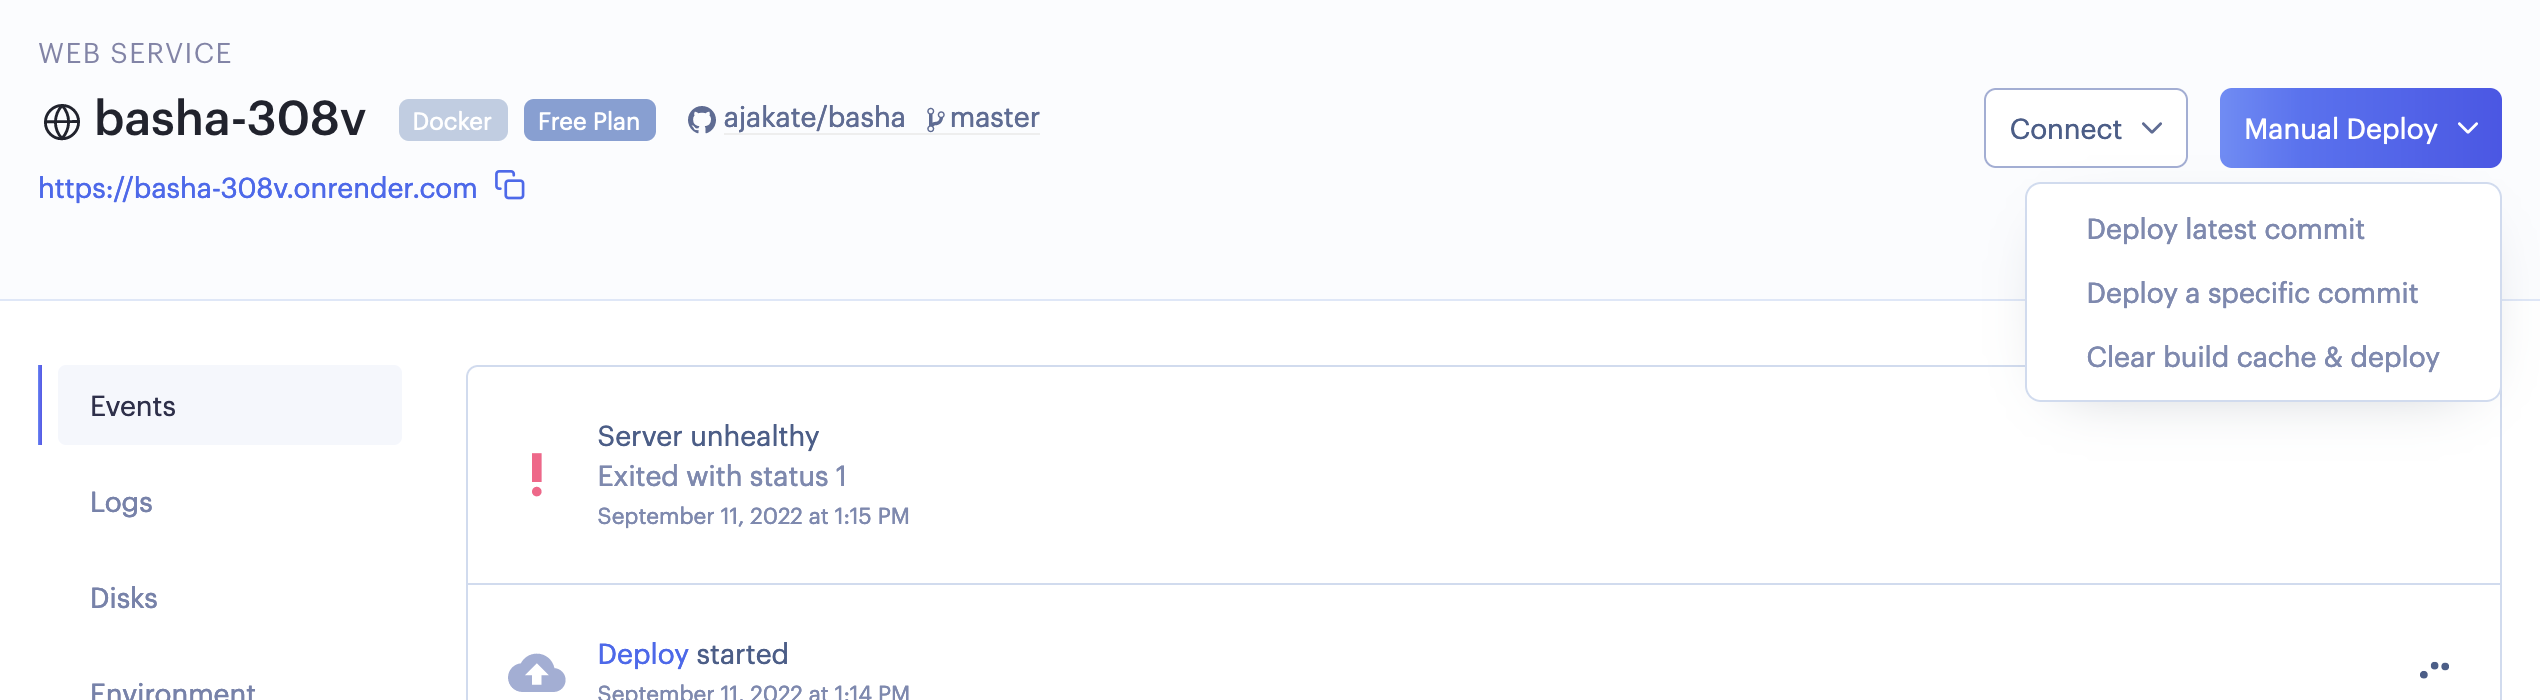 WEB SERVICE
basha-308v Docker Free Plan ajakate/basha master
https://basha-308v.onrender.com
Connect
Manual Deploy
Deploy latest commit
Deploy a specific commit
Clear build cache & deploy
Events
Logs
Disks
Environment
Server unhealthy
Exited with status 1
September 11, 2022 at 1:15 PM
Deploy started
September 11, 2022 at 1:14 PM